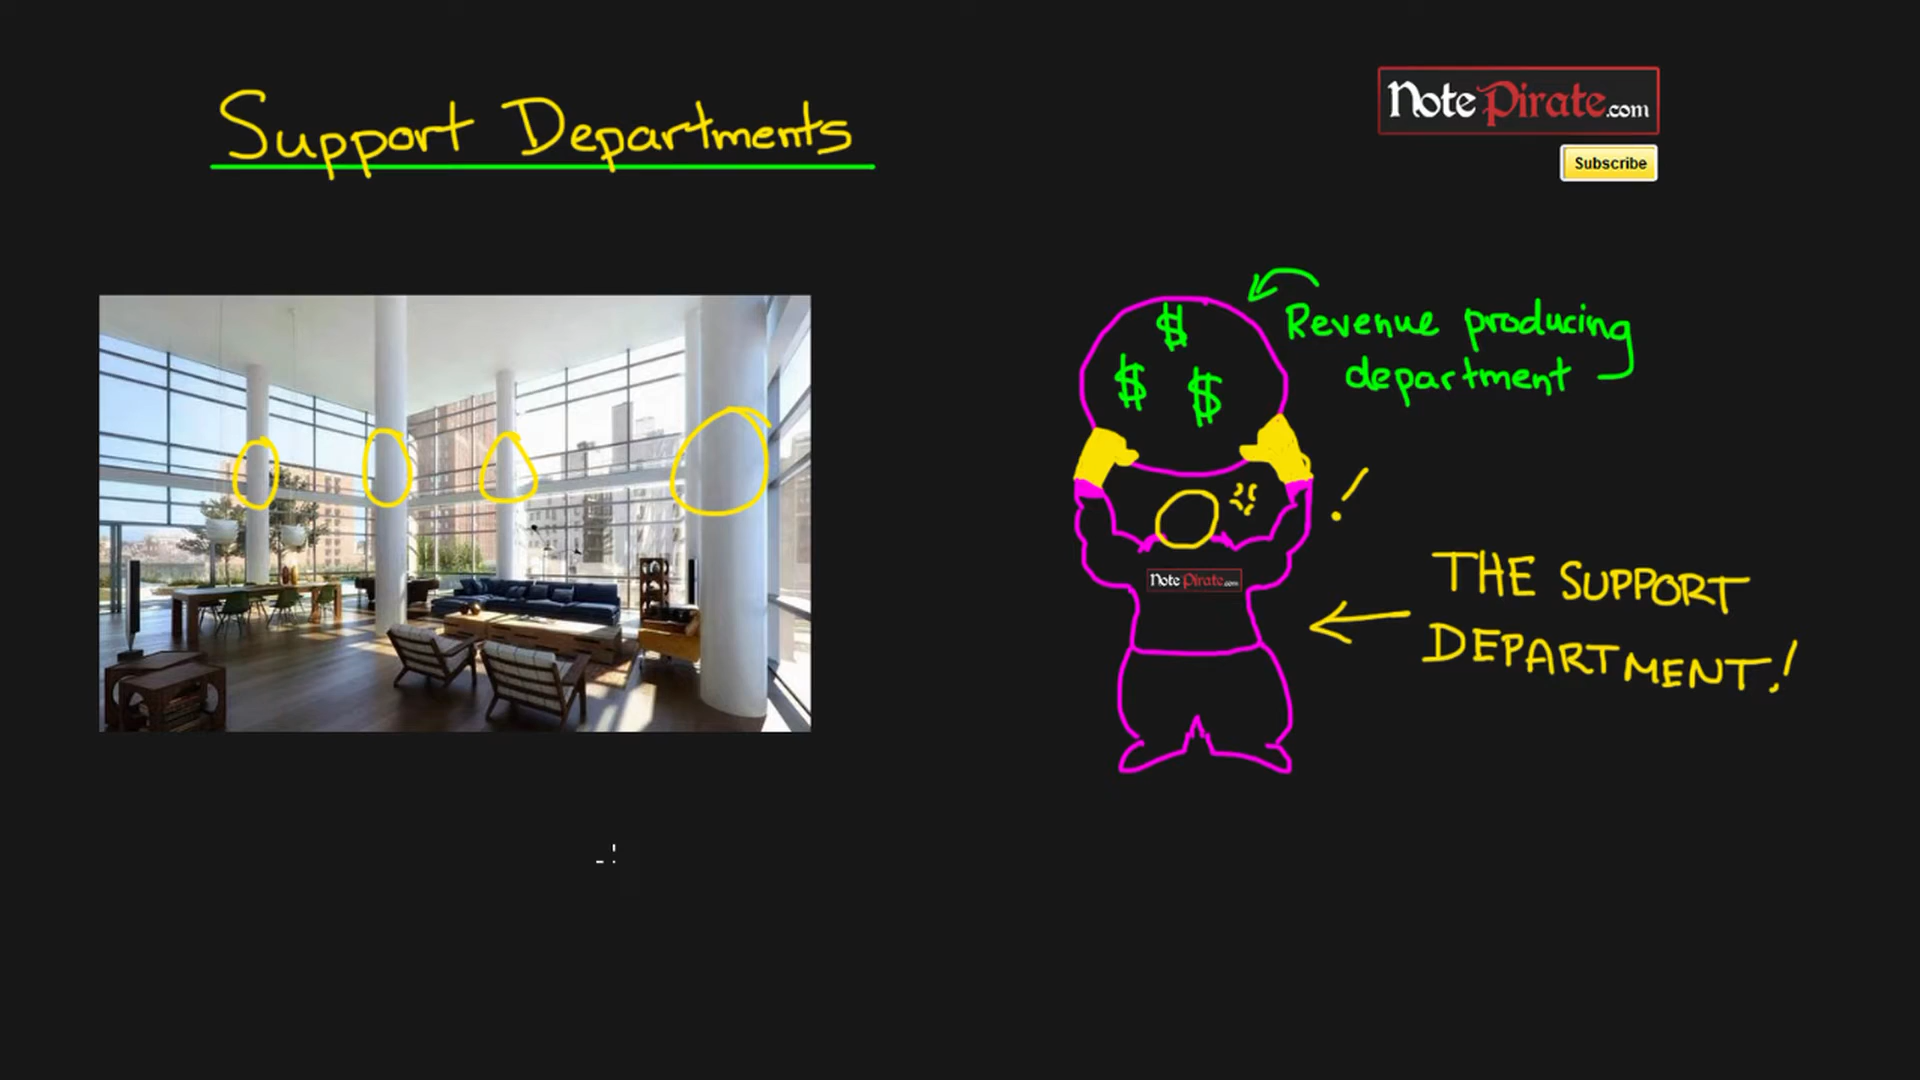 Support Departments
NotePirate.com
Subscribe
$
$ $
Revenue producing
department
!
NotePirate.com
THE SUPPORT
DEPARTMENT!